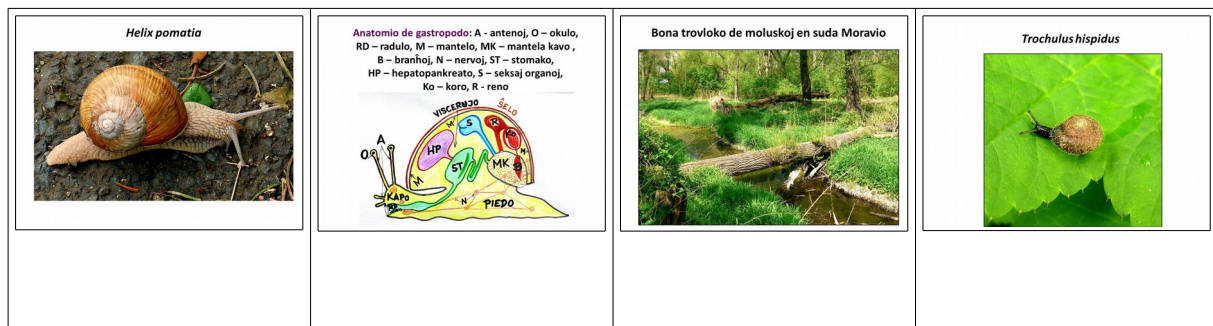 Helix pomatia
Anatomio de gastropodo: A - antenoj, O – okulo,
RD – radulo, M – mantelo, MK – mantela kavo ,
B – branĥoj, N – nervoj, ST – stomako,
HP – hepatopankreato, S – seksaj organoj,
Ko – koro, R - reno
VISCERUJO
ŜELO
M
S
R
Ko
HP
A
O
ST
MK
M
KAPO
RD
N
PIEDO
Bona trovloko de moluskoj en suda Moravio
Trochulus hispidus